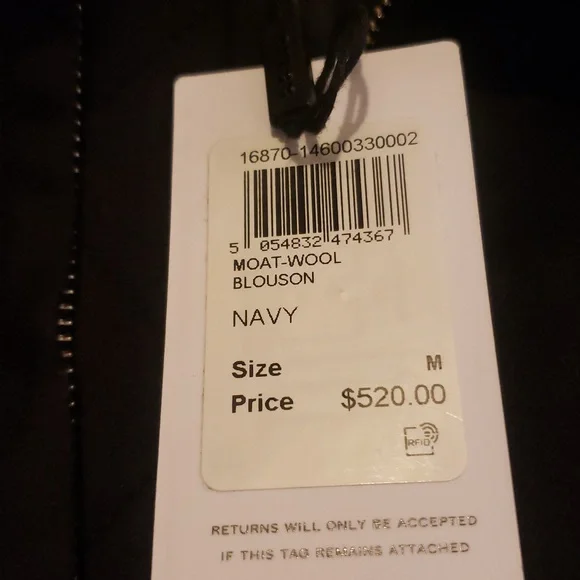 16870-14600330002
5 054832 474367
MOAT-WOOL
BLOUSON
NAVY
Size M
Price $520.00
RFID
RETURNS WILL ONLY BE ACCEPTED
IF THIS TAG REMAINS ATTACHED